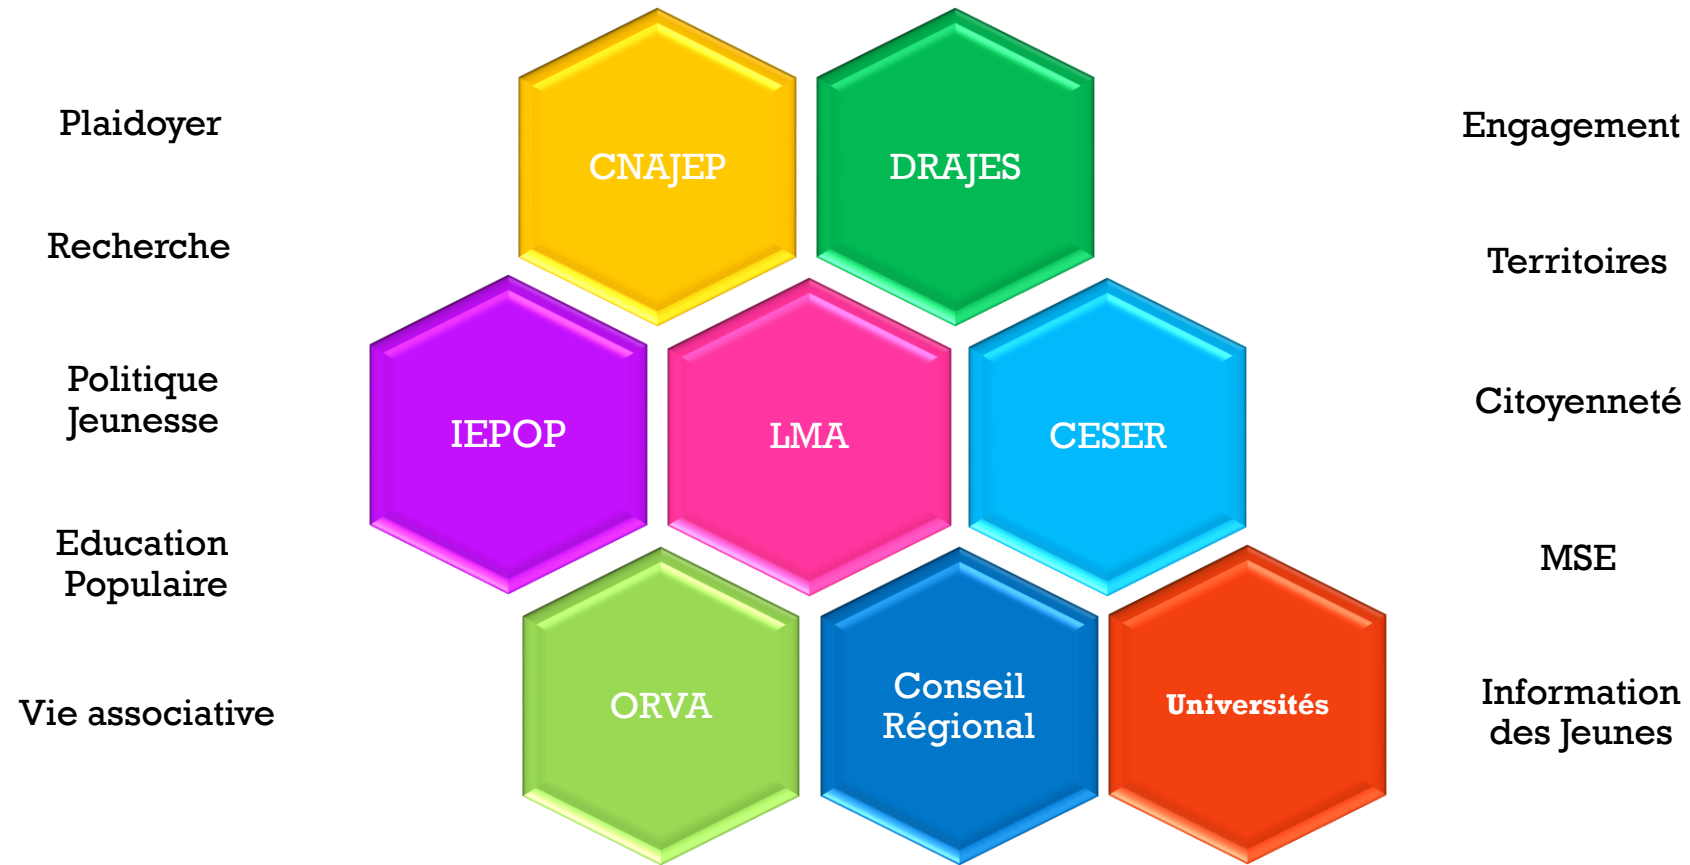 Plaidoyer
Recherche
Politique
Jeunesse
Education
Populaire
Vie associative
CNAJEP
DRAJES
IEPOP
LMA
CESER
ORVA
Conseil
Régional
Universités
Engagement
Territoires
Citoyenneté
MSE
Information
des Jeunes